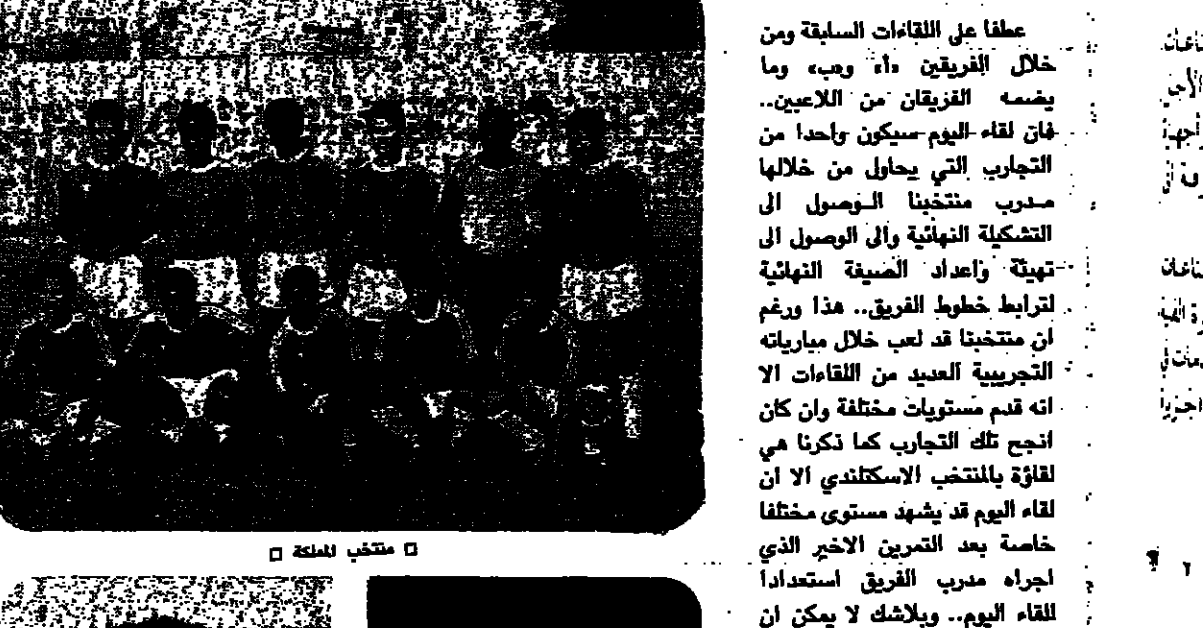 عطفا على اللقاءات السابقة ومن
خلال الفريقين «أ» و«ب» وما
يضمه الفريقان من اللاعبين..
فان لقاء اليوم سيكون واحدا من
التجارب التي يحاول من خلالها
مدرب منتخبنا الوصول الى
التشكيلة النهائية والى الوصول الى
تهيئة واعداد الصيغة النهائية
لترابط خطوط الفريق.. هذا ورغم
ان منتخبنا قد لعب خلال مبارياته
التجريبية العديد من اللقاءات الا
انه قدم مستويات مختلفة وان كان
انجح تلك التجارب كما ذكرنا هي
لقاؤه بالمنتخب الاسكتلندي الا ان
لقاء اليوم قد يشهد مستوى مختلفا
خاصة بعد التمرين الاخير الذي
اجراه مدرب الفريق استعدادا
للقاء اليوم.. وبلاشك لا يمكن ان
□ منتخب المملكة □